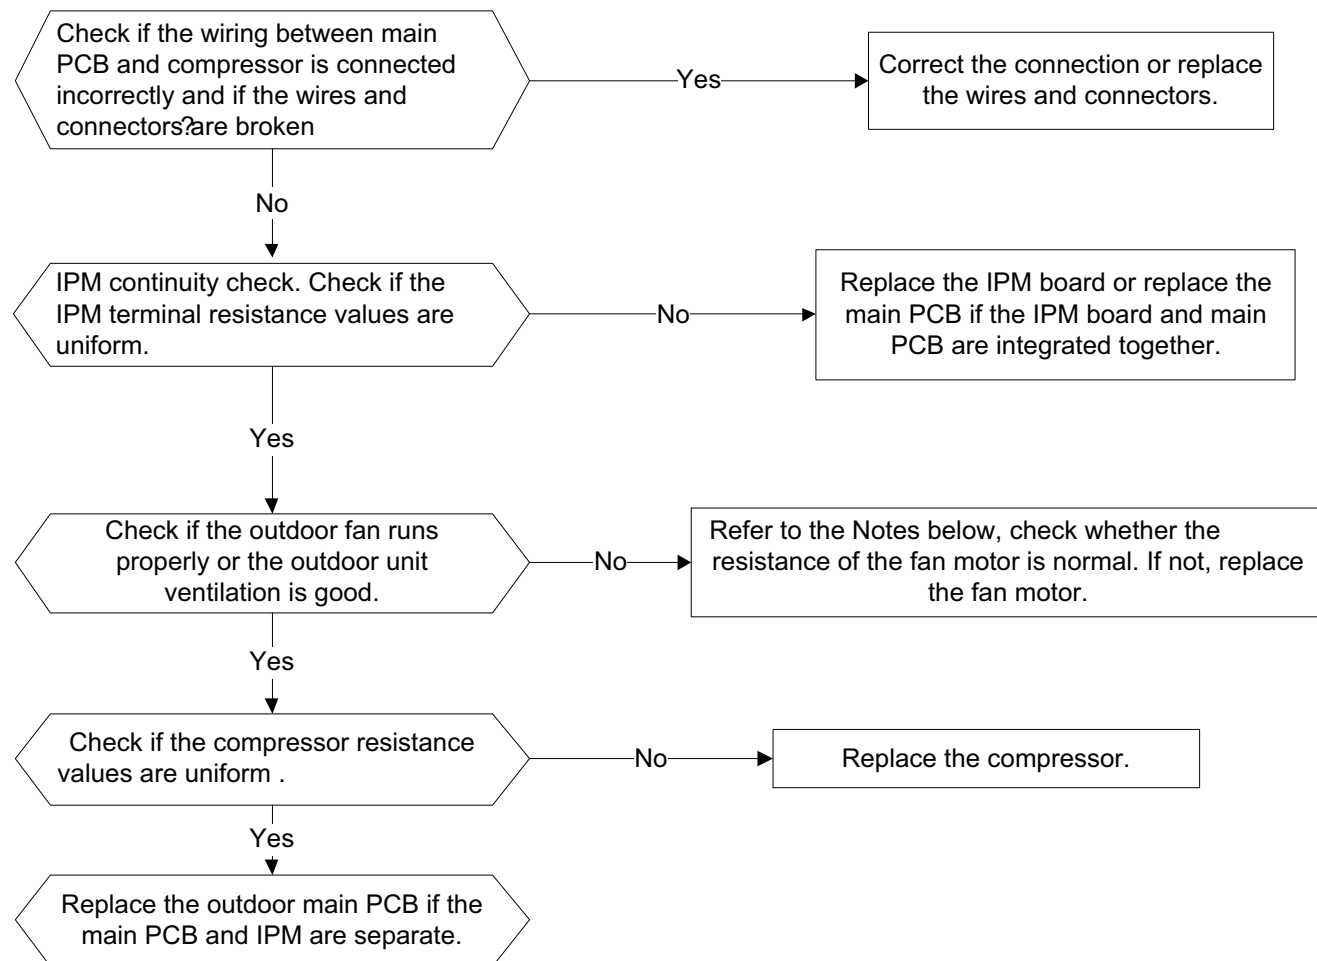 Check if the wiring between main
PCB and compressor is connected
incorrectly and if the wires and
connectors?are broken
Yes
Correct the connection or replace
the wires and connectors.
No
IPM continuity check. Check if the
IPM terminal resistance values are
uniform.
No
Replace the IPM board or replace the
main PCB if the IPM board and main
PCB are integrated together.
Yes
Check if the outdoor fan runs
properly or the outdoor unit
ventilation is good.
No
Refer to the Notes below, check whether the
resistance of the fan motor is normal. If not, replace
the fan motor.
Yes
Check if the compressor resistance
values are uniform .
No
Replace the compressor.
Yes
Replace the outdoor main PCB if the
main PCB and IPM are separate.